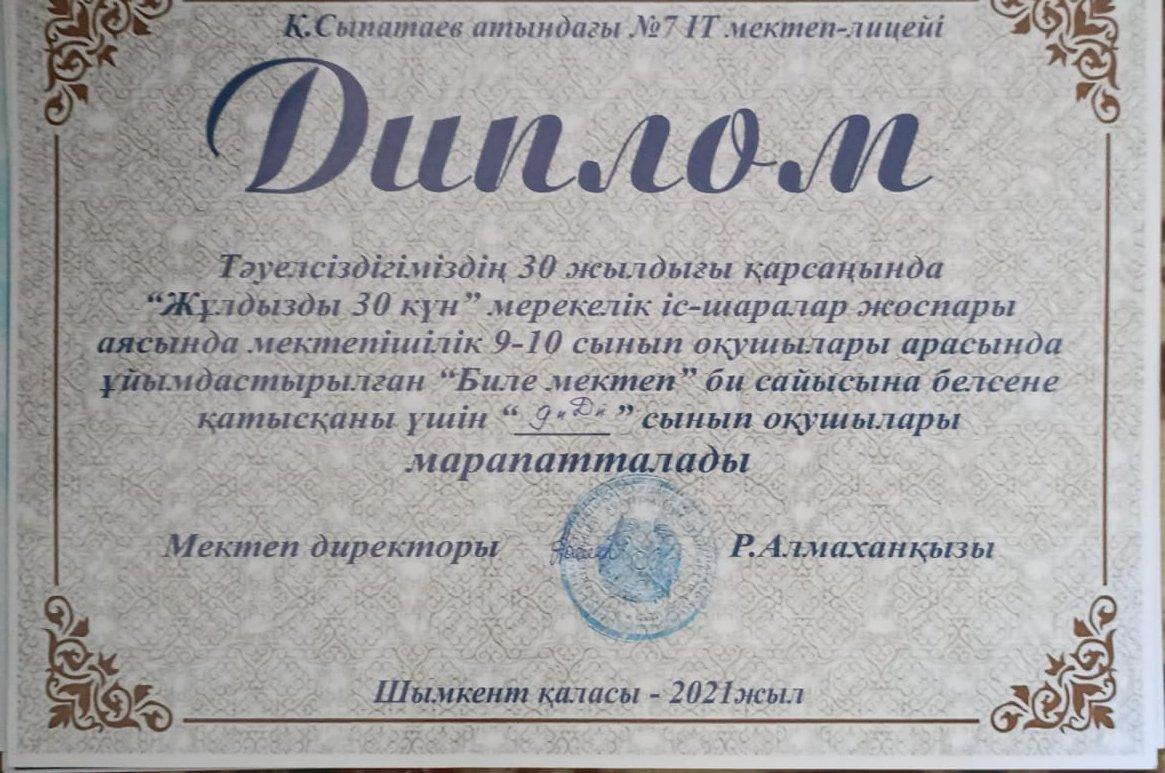 Қ.Сыпатаев атындағы №7 IT мектеп-лицейі
Диплом
Тәуелсіздігіміздің 30 жылдығы қарсаңында
“Жұлдызды 30 күн” мерекелік іс-шаралар жоспары
аясында мектепішілік 9-10 сынып оқушылары арасында
ұйымдастырылған “Биле мектеп” би сайысына белсене
қатысқаны үшін “9 "Д"” сынып оқушылары
марапатталады
Мектеп директоры Р.Алмаханқызы
Шымкент қаласы - 2021жыл